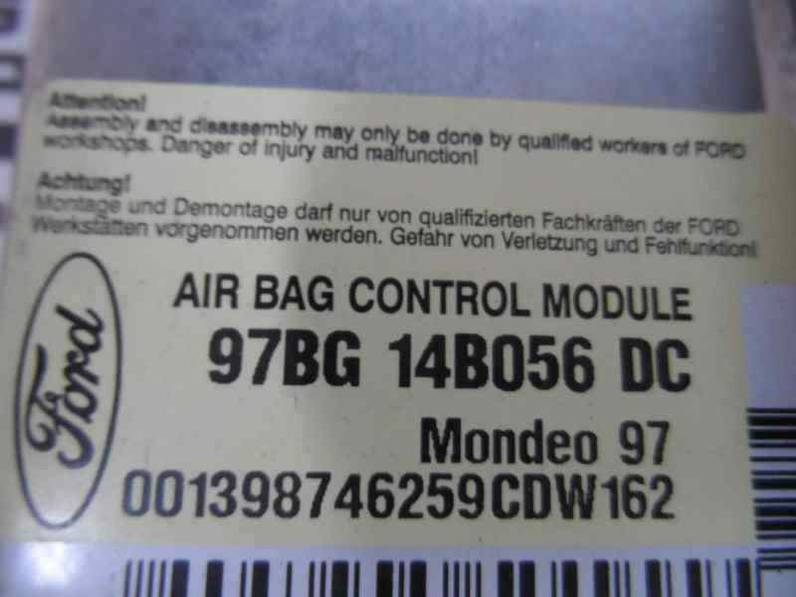 Attention!
Assembly and disassembly may only be done by qualified workers of FORD
workshops. Danger of injury and malfunction!
Achtung!
Montage und Demontage darf nur von qualifizierten Fachkräften der FORD
Werkstätten vorgenommen werden. Gefahr von Verletzung und Fehlfunktion!
AIR BAG CONTROL MODULE
97BG 14B056 DC
Ford
Mondeo 97
001398746259CDW162